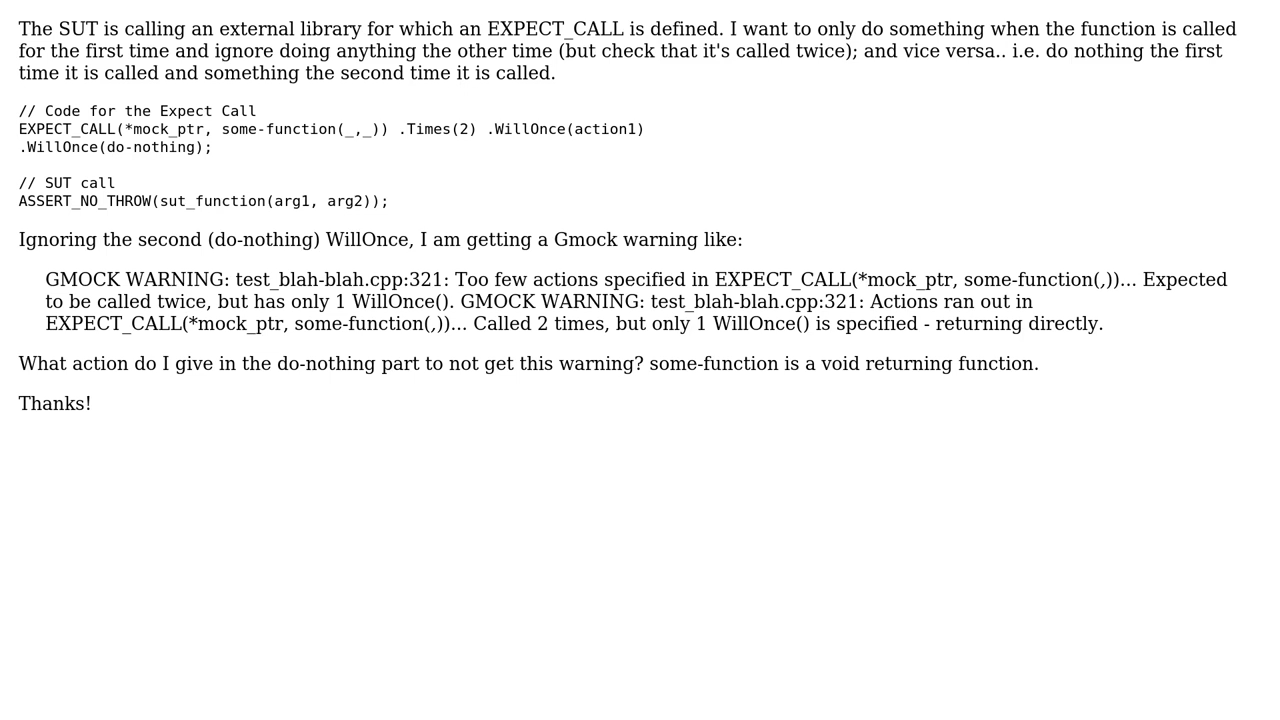 The SUT is calling an external library for which an EXPECT_CALL is defined. I want to only do something when the function is called
for the first time and ignore doing anything the other time (but check that it's called twice); and vice versa.. i.e. do nothing the first
time it is called and something the second time it is called.
// Code for the Expect Call
EXPECT_CALL(*mock_ptr, some-function(_,_)) .Times(2) .WillOnce(action1)
.WillOnce(do-nothing);
// SUT call
ASSERT_NO_THROW(sut_function(arg1, arg2));
Ignoring the second (do-nothing) WillOnce, I am getting a Gmock warning like:
GMOCK WARNING: test_blah-blah.cpp:321: Too few actions specified in EXPECT_CALL(*mock_ptr, some-function(,))... Expected
to be called twice, but has only 1 WillOnce(). GMOCK WARNING: test_blah-blah.cpp:321: Actions ran out in
EXPECT_CALL(*mock_ptr, some-function(,))... Called 2 times, but only 1 WillOnce() is specified - returning directly.
What action do I give in the do-nothing part to not get this warning? some-function is a void returning function.
Thanks!